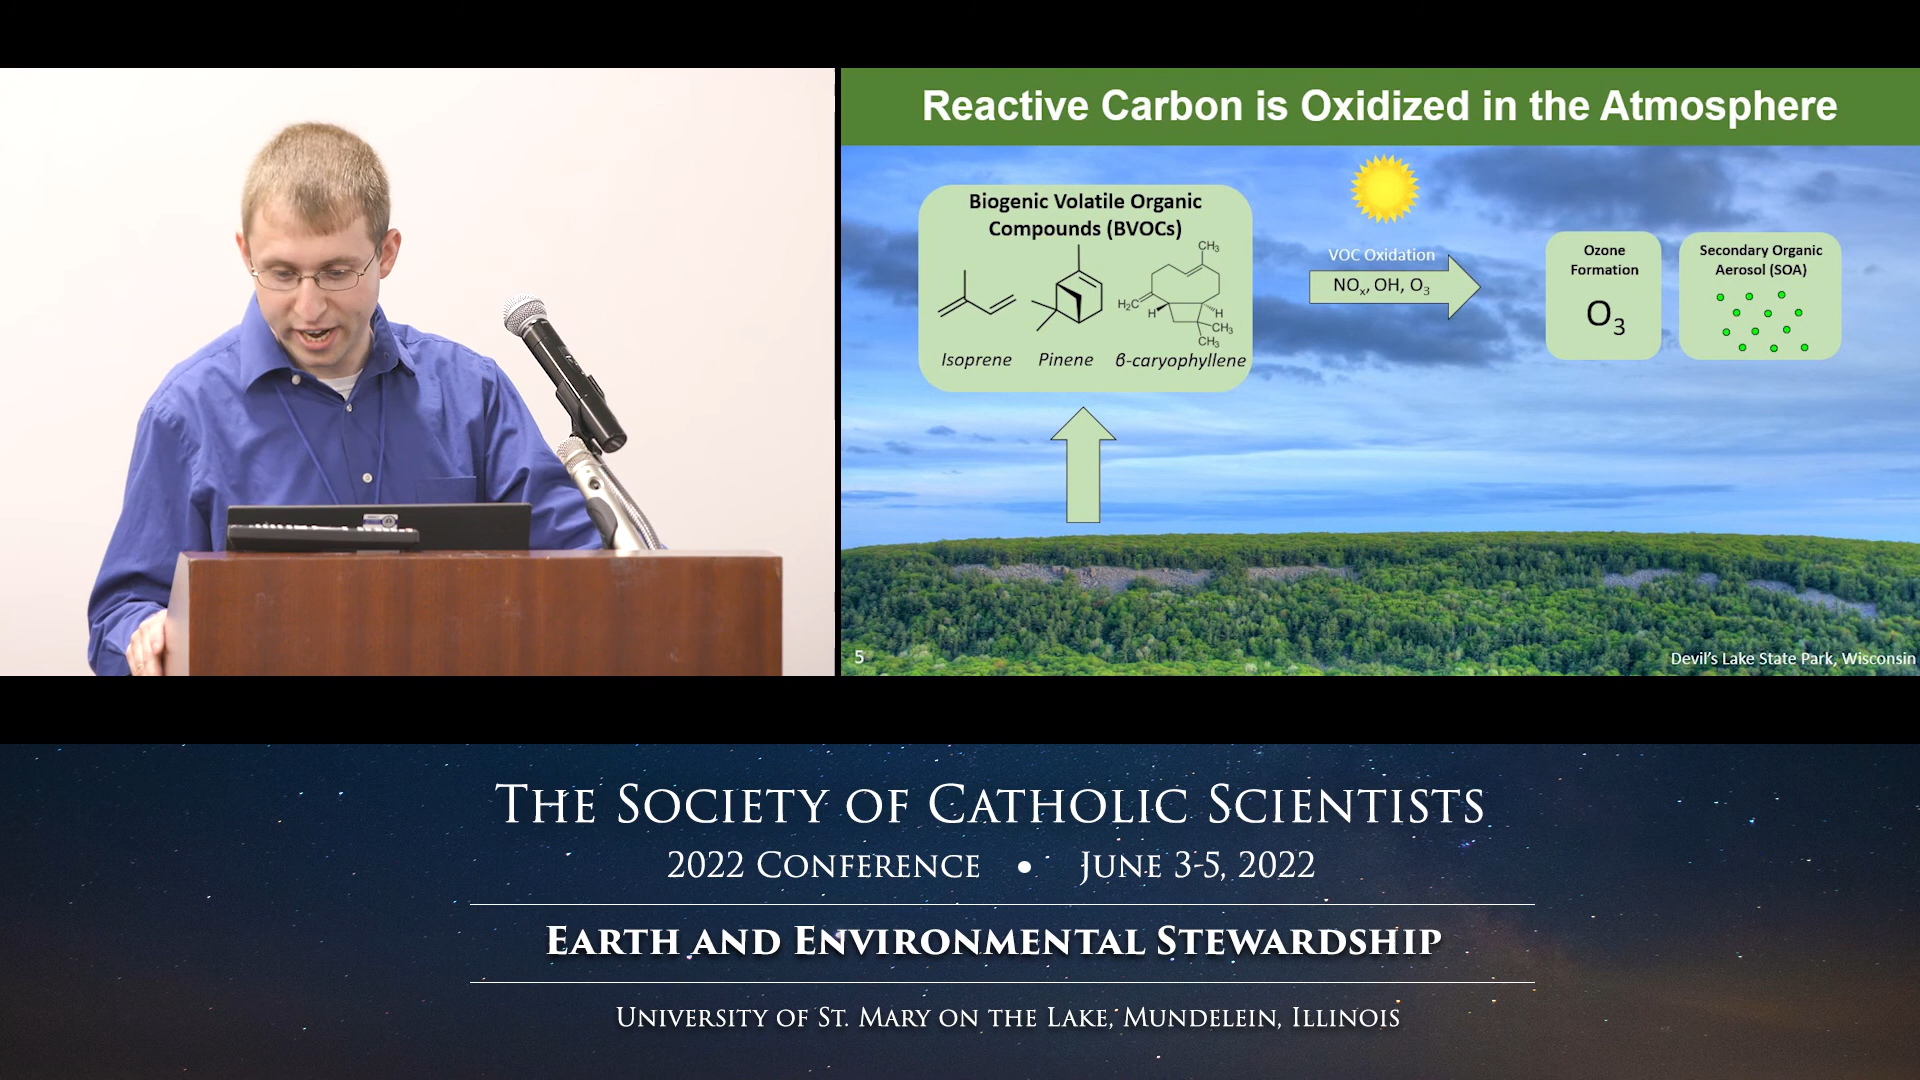 Reactive Carbon is Oxidized in the Atmosphere
Biogenic Volatile Organic
Compounds (BVOCs)
CH₃
H₂C
H
H
CH₃
CH₃
Isoprene
Pinene
β-caryophyllene
VOC Oxidation
NOₓ, OH, O₃
Ozone
Formation
O₃
Secondary Organic
Aerosol (SOA)
5
Devil's Lake State Park, Wisconsin
The Society of Catholic Scientists
2022 Conference • June 3-5, 2022
Earth and Environmental Stewardship
University of St. Mary on the Lake, Mundelein, Illinois